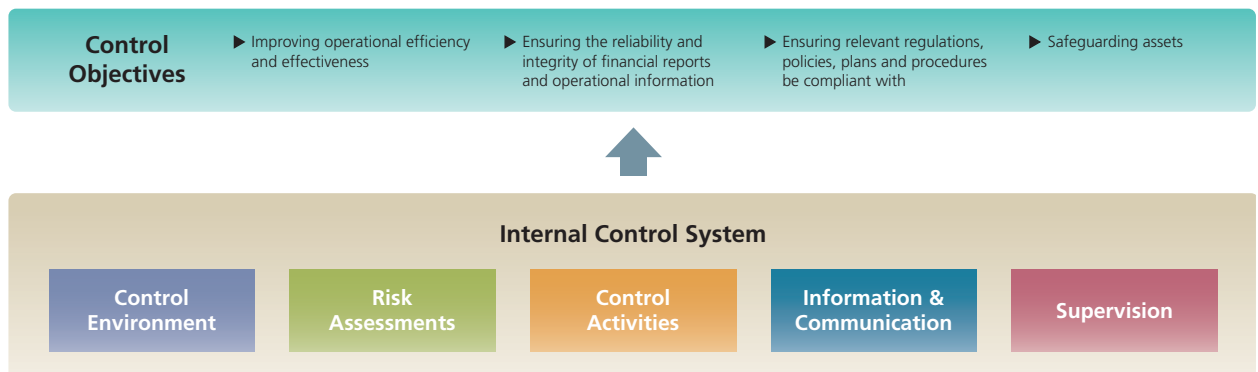 Control
Objectives
▶ Improving operational efficiency
and effectiveness
▶ Ensuring the reliability and
integrity of financial reports
and operational information
▶ Ensuring relevant regulations,
policies, plans and procedures
be compliant with
▶ Safeguarding assets
Internal Control System
Control
Environment
Risk
Assessments
Control
Activities
Information &
Communication
Supervision